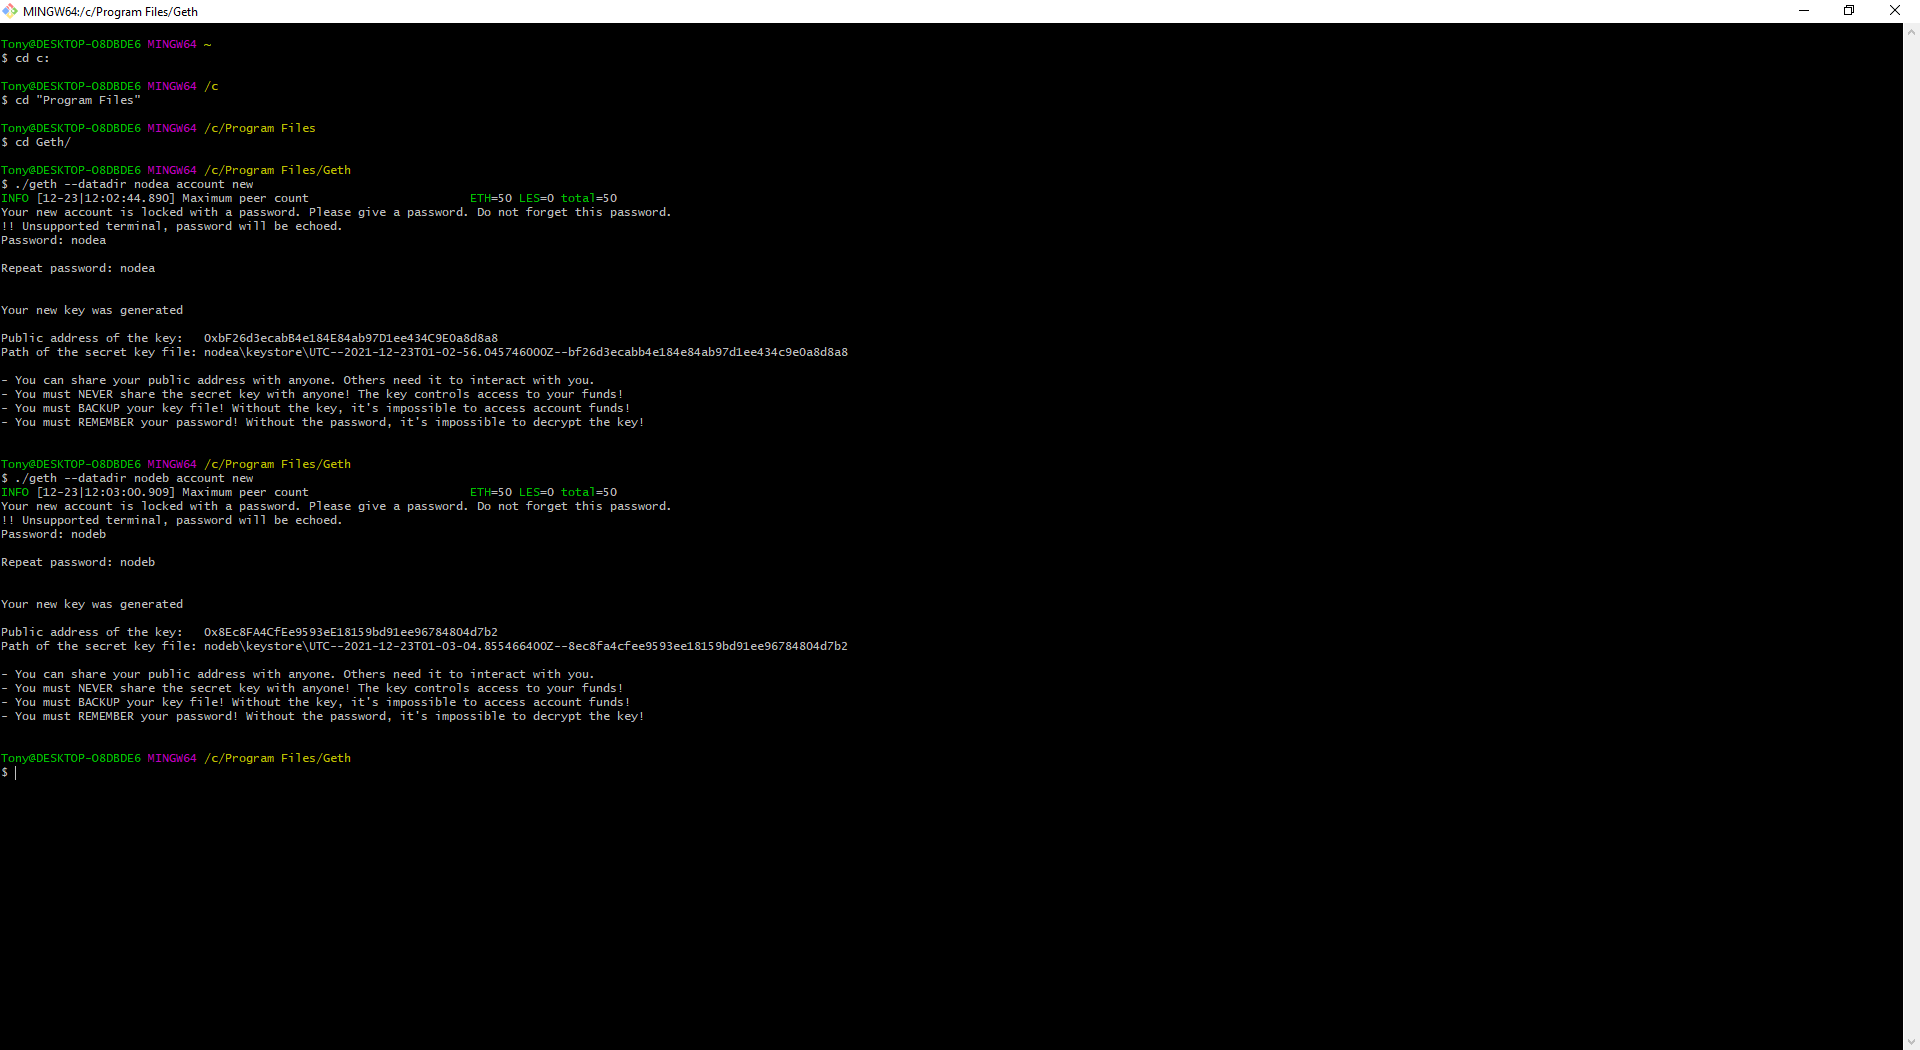 MINGW64:/c/Program Files/Geth
Tony@DESKTOP-O8DBDE6 MINGW64 ~
$ cd c:
Tony@DESKTOP-O8DBDE6 MINGW64 /c
$ cd "Program Files"
Tony@DESKTOP-O8DBDE6 MINGW64 /c/Program Files
$ cd Geth/
Tony@DESKTOP-O8DBDE6 MINGW64 /c/Program Files/Geth
$ ./geth --datadir nodea account new
INFO [12-23|12:02:44.890] Maximum peer count ETH=50 LES=0 total=50
Your new account is locked with a password. Please give a password. Do not forget this password.
!! Unsupported terminal, password will be echoed.
Password: nodea
Repeat password: nodea
Your new key was generated
Public address of the key: 0xbF26d3ecabB4e184E84ab97D1ee434C9E0a8d8a8
Path of the secret key file: nodea\keystore\UTC--2021-12-23T01-02-56.045746000Z--bf26d3ecabb4e184e84ab97d1ee434c9e0a8d8a8
- You can share your public address with anyone. Others need it to interact with you.
- You must NEVER share the secret key with anyone! The key controls access to your funds!
- You must BACKUP your key file! Without the key, it's impossible to access account funds!
- You must REMEMBER your password! Without the password, it's impossible to decrypt the key!
Tony@DESKTOP-O8DBDE6 MINGW64 /c/Program Files/Geth
$ ./geth --datadir nodeb account new
INFO [12-23|12:03:00.909] Maximum peer count ETH=50 LES=0 total=50
Your new account is locked with a password. Please give a password. Do not forget this password.
!! Unsupported terminal, password will be echoed.
Password: nodeb
Repeat password: nodeb
Your new key was generated
Public address of the key: 0x8Ec8FA4CfEe9593eE18159bd91ee96784804d7b2
Path of the secret key file: nodeb\keystore\UTC--2021-12-23T01-03-04.855466400Z--8ec8fa4cfee9593ee18159bd91ee96784804d7b2
- You can share your public address with anyone. Others need it to interact with you.
- You must NEVER share the secret key with anyone! The key controls access to your funds!
- You must BACKUP your key file! Without the key, it's impossible to access account funds!
- You must REMEMBER your password! Without the password, it's impossible to decrypt the key!
Tony@DESKTOP-O8DBDE6 MINGW64 /c/Program Files/Geth
$